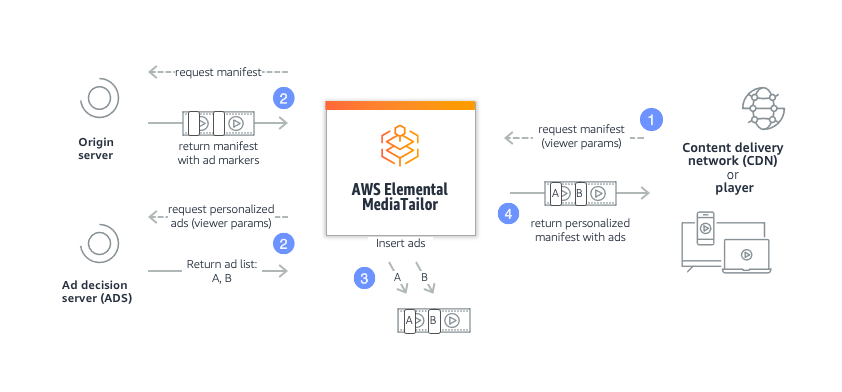 request manifest
2
Origin
server
return manifest
with ad markers
request personalized
ads (viewer params)
2
Return ad list:
A, B
Ad decision
server (ADS)
AWS Elemental
MediaTailor
Insert ads
3
A
B
A
B
request manifest
(viewer params)
1
A
B
4
return personalized
manifest with ads
Content delivery
network (CDN)
or
player